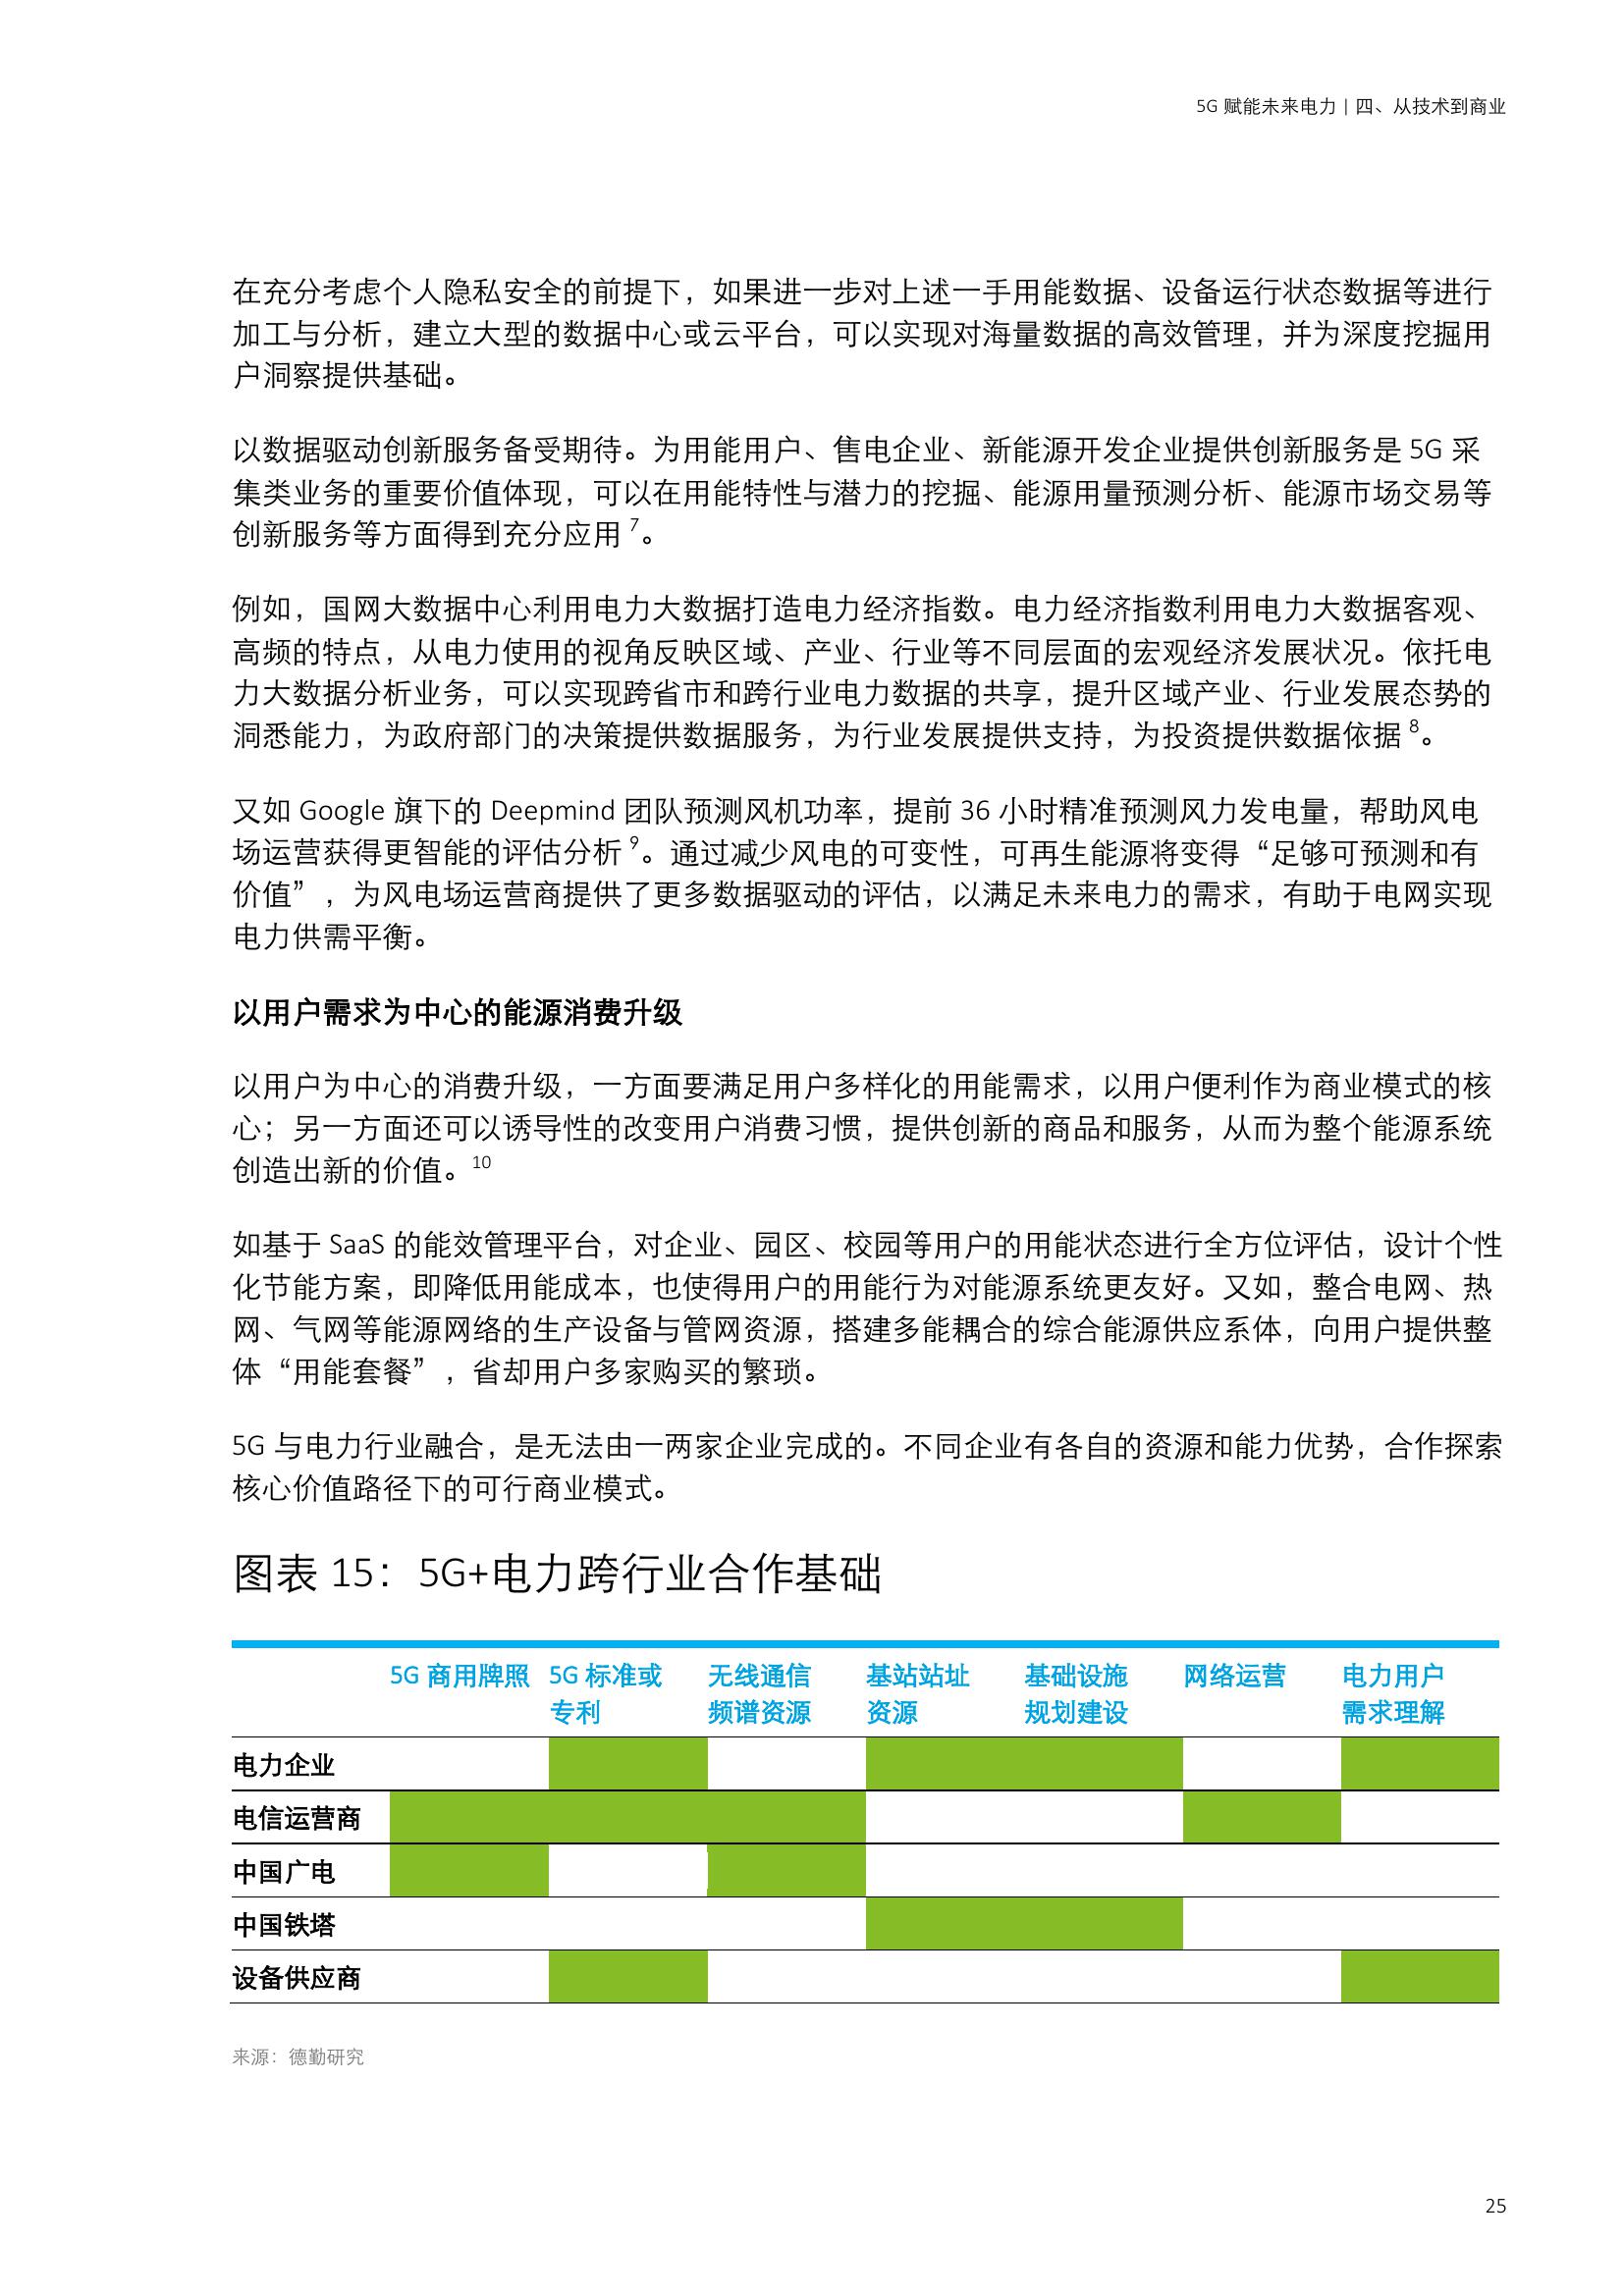 5G 赋能未来电力 | 四、从技术到商业
在充分考虑个人隐私安全的前提下，如果进一步对上述一手用能数据、设备运行状态数据等进行
加工与分析，建立大型的数据中心或云平台，可以实现对海量数据的高效管理，并为深度挖掘用
户洞察提供基础。
以数据驱动创新服务备受期待。为用能用户、售电企业、新能源开发企业提供创新服务是 5G 采
集类业务的重要价值体现，可以在用能特性与潜力的挖掘、能源用量预测分析、能源市场交易等
创新服务等方面得到充分应用 7。
例如，国网大数据中心利用电力大数据打造电力经济指数。电力经济指数利用电力大数据客观、
高频的特点，从电力使用的视角反映区域、产业、行业等不同层面的宏观经济发展状况。依托电
力大数据分析业务，可以实现跨省市和跨行业电力数据的共享，提升区域产业、行业发展态势的
洞悉能力，为政府部门的决策提供数据服务，为行业发展提供支持，为投资提供数据依据 8。
又如 Google 旗下的 Deepmind 团队预测风机功率，提前 36 小时精准预测风力发电量，帮助风电
场运营获得更智能的评估分析 9。通过减少风电的可变性，可再生能源将变得“足够可预测和有
价值”，为风电场运营商提供了更多数据驱动的评估，以满足未来电力的需求，有助于电网实现
电力供需平衡。
以用户需求为中心的能源消费升级
以用户为中心的消费升级，一方面要满足用户多样化的用能需求，以用户便利作为商业模式的核
心；另一方面还可以诱导性的改变用户消费习惯，提供创新的商品和服务，从而为整个能源系统
创造出新的价值。10
如基于 SaaS 的能效管理平台，对企业、园区、校园等用户的用能状态进行全方位评估，设计个性
化节能方案，即降低用能成本，也使得用户的用能行为对能源系统更友好。又如，整合电网、热
网、气网等能源网络的生产设备与管网资源，搭建多能耦合的综合能源供应系体，向用户提供整
体“用能套餐”，省却用户多家购买的繁琐。
5G 与电力行业融合，是无法由一两家企业完成的。不同企业有各自的资源和能力优势，合作探索
核心价值路径下的可行商业模式。
图表 15：5G+电力跨行业合作基础
5G 商用牌照 5G 标准或 无线通信 基站站址 基础设施 网络运营 电力用户
专利 频谱资源 资源 规划建设 需求理解
电力企业
电信运营商
中国广电
中国铁塔
设备供应商
来源：德勤研究
25